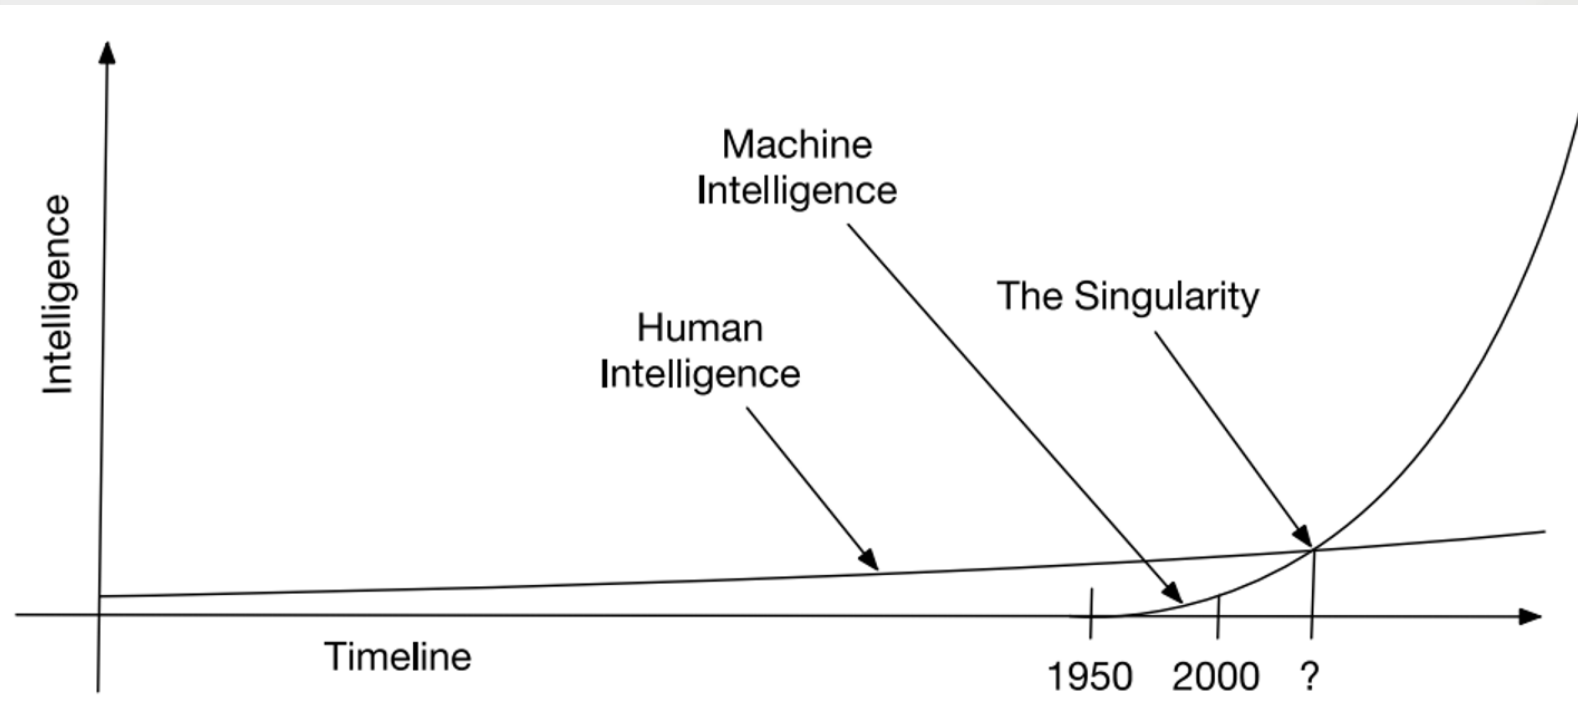 Machine
Intelligence
The Singularity
Human
Intelligence
Intelligence
Timeline
1950
2000
?